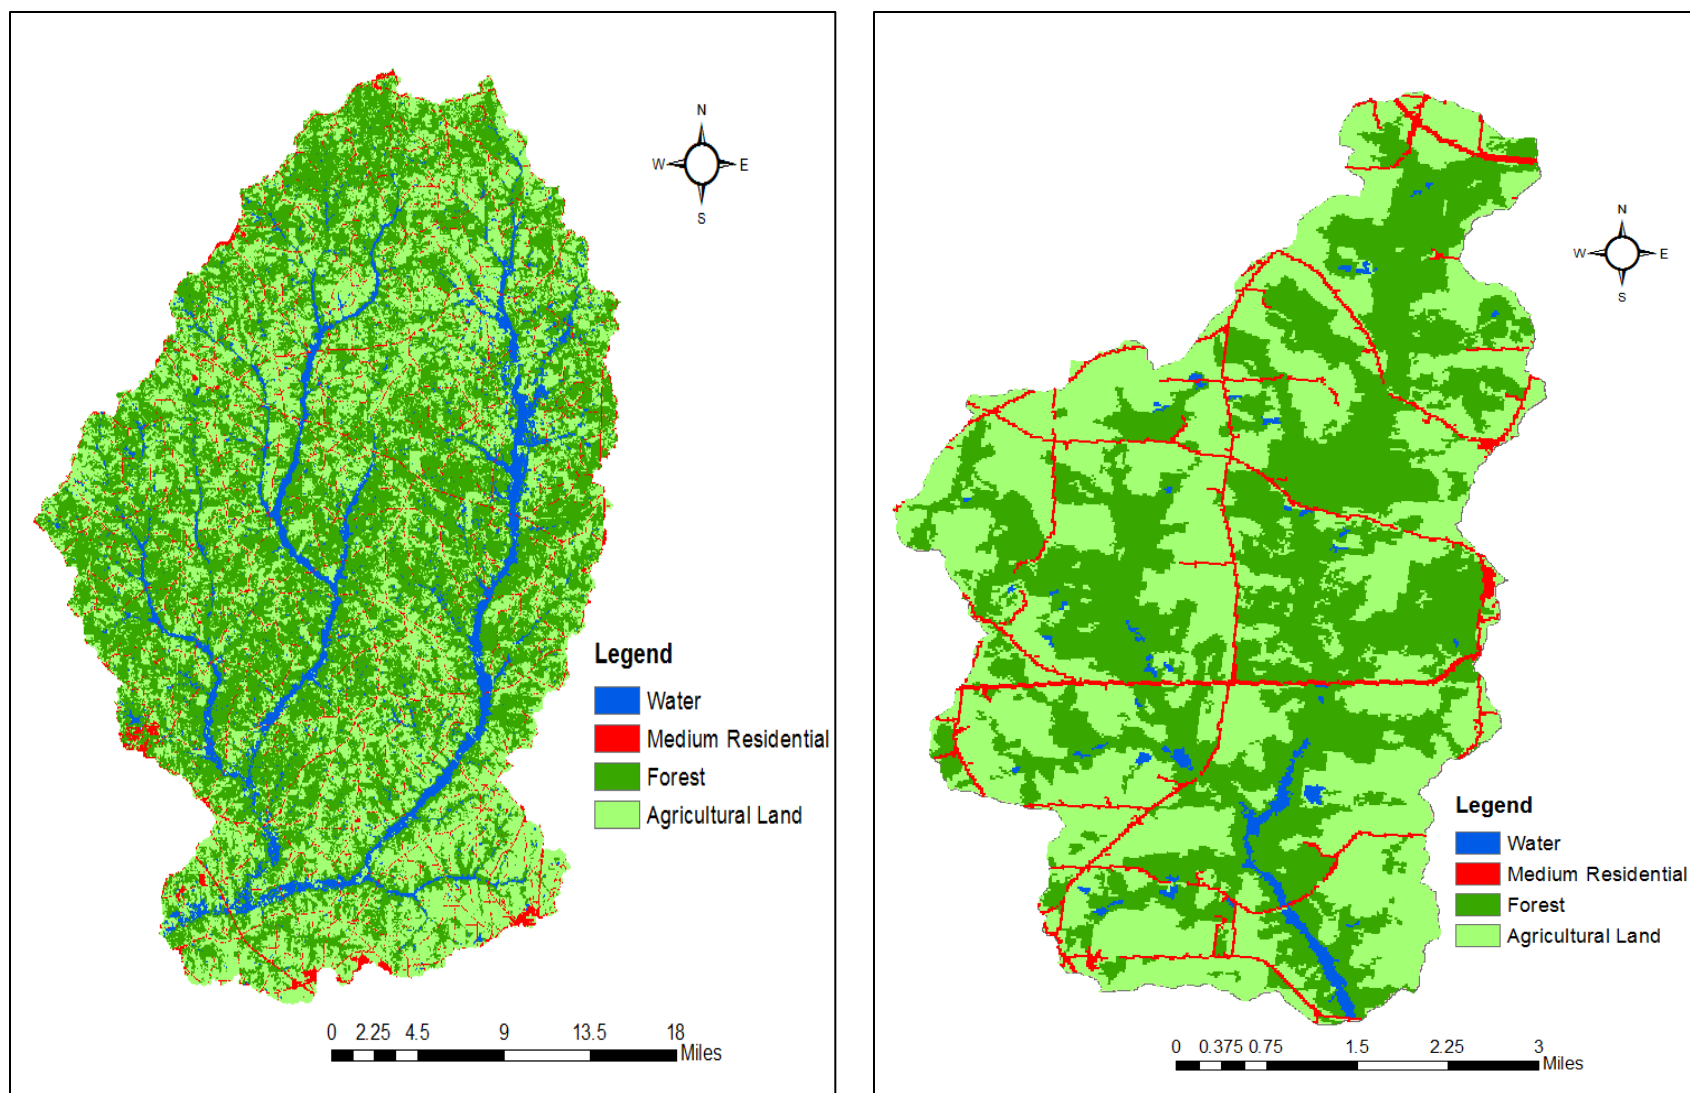 N
W E
S
Legend
Water
Medium Residential
Forest
Agricultural Land
0 2.25 4.5 9 13.5 18
Miles
N
W E
S
Legend
Water
Medium Residential
Forest
Agricultural Land
0 0.375 0.75 1.5 2.25 3
Miles